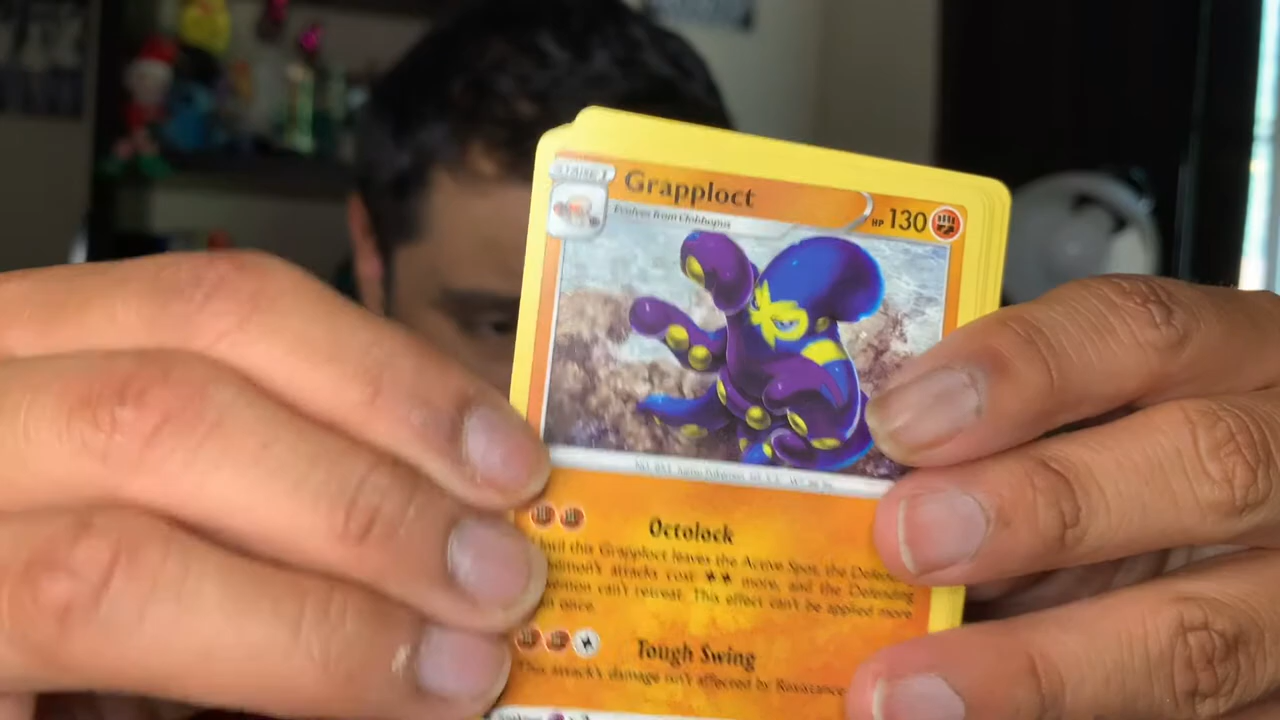 STAGE 1
Grapploct
HP 130
Evolves from Clobbopus
Octolock
Until this Grapploct leaves the Active Spot, the Defen
attacks cost more, and the Defending
can't retreat. This effect can't be applied more
once.
Tough Swing
This attack's damage isn't affected by Resistance